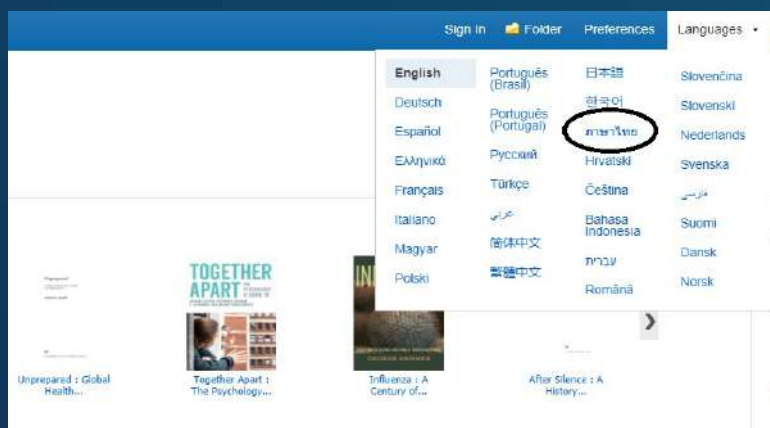 Sign In Folder Preferences Languages
English
Deutsch
Español
Ελληνικά
Français
Italiano
Magyar
Polski
Português
(Brasil)
Português
(Portugal)
Русский
Türkçe
عربي
简体中文
繁體中文
日本語
한국어
ภาษาไทย
Hrvatski
Čeština
Bahasa
Indonesia
עברית
Română
Slovenčina
Slovenski
Nederlands
Svenska
فارسی
Suomi
Dansk
Norsk
TOGETHER
APART
Unprepared : Global
Health...
Together Apart :
The Psychology...
Influenza : A
Century of...
After Silence : A
History...